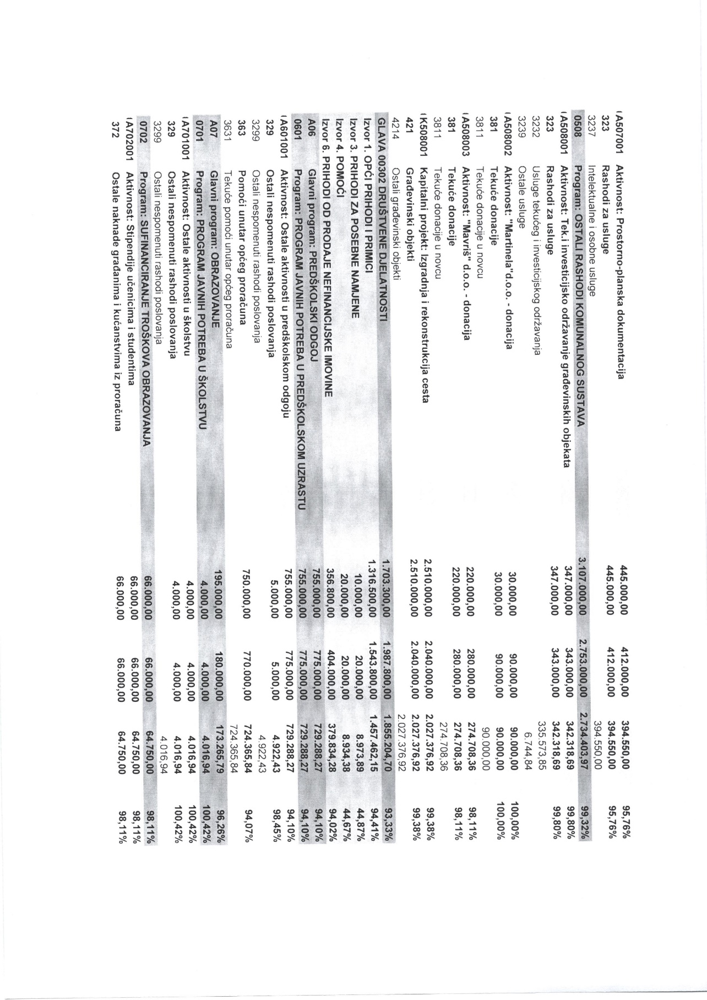 (A507001 Aktivnost: Prostorno-planska dokumentacija 445.000,00 412.000,00 394.550,00 95,76%
323 Rashodi za usluge 445.000,00 412.000,00 394.550,00 95,76%
3237 Intelektualne i osobne usluge 394.550,00
0508 Program: OSTALI RASHODI KOMUNALNOG SUSTAVA 3.107.000,00 2.753.000,00 2.734.403,97 99,32%
(A508001 Aktivnost: Tek.i investicijsko održavanje građevinskih objekata 347.000,00 343.000,00 342.318,69 99,80%
323 Rashodi za usluge 347.000,00 343.000,00 342.318,69 99,80%
3232 Usluge tekućeg i investicijskog održavanja 335.573,85
3239 Ostale usluge 6.744,84
(A508002 Aktivnost: "Martinela"d.o.o. - donacija 30.000,00 90.000,00 90.000,00 100,00%
381 Tekuće donacije 30.000,00 90.000,00 90.000,00 100,00%
3811 Tekuće donacije u novcu 90.000,00
(A508003 Aktivnost: "Mavriš" d.o.o. - donacija 220.000,00 280.000,00 274.708,36 98,11%
381 Tekuće donacije 220.000,00 280.000,00 274.708,36 98,11%
3811 Tekuće donacije u novcu 274.708,36
(K508001 Kapitalni projekt: Izgradnja i rekonstrukcija cesta 2.510.000,00 2.040.000,00 2.027.376,92 99,38%
421 Građevinski objekti 2.510.000,00 2.040.000,00 2.027.376,92 99,38%
4214 Ostali građevinski objekti 2.027.376,92
GLAVA 00302 DRUŠTVENE DJELATNOSTI 1.703.300,00 1.987.800,00 1.855.204,70 93,33%
Izvor 1. OPĆI PRIHODI I PRIMICI 1.316.500,00 1.543.800,00 1.457.462,15 94,41%
Izvor 3. PRIHODI ZA POSEBNE NAMJENE 10.000,00 20.000,00 8.973,89 44,87%
Izvor 4. POMOĆI 20.000,00 20.000,00 8.934,38 44,67%
Izvor 6. PRIHODI OD PRODAJE NEFINANCIJSKE IMOVINE 356.800,00 404.000,00 379.834,28 94,02%
A06 Glavni program: PREDŠKOLSKI ODGOJ 755.000,00 775.000,00 729.288,27 94,10%
0601 Program: PROGRAM JAVNIH POTREBA U PREDŠKOLSKOM UZRASTU 755.000,00 775.000,00 729.288,27 94,10%
(A601001 Aktivnost: Ostale aktivnosti u predškolskom odgoju 755.000,00 775.000,00 729.288,27 94,10%
329 Ostali nespomenuti rashodi poslovanja 5.000,00 5.000,00 4.922,43 98,45%
3299 Ostali nespomenuti rashodi poslovanja 4.922,43
363 Pomoći unutar općeg proračuna 750.000,00 770.000,00 724.365,84 94,07%
3631 Tekuće pomoći unutar općeg proračuna 724.365,84
A07 Glavni program: OBRAZOVANJE 195.000,00 180.000,00 173.265,79 96,26%
0701 Program: PROGRAM JAVNIH POTREBA U ŠKOLSTVU 4.000,00 4.000,00 4.016,94 100,42%
(A701001 Aktivnost: Ostale aktivnosti u školstvu 4.000,00 4.000,00 4.016,94 100,42%
329 Ostali nespomenuti rashodi poslovanja 4.000,00 4.000,00 4.016,94 100,42%
3299 Ostali nespomenuti rashodi poslovanja 4.016,94
0702 Program: SUFINANCIRANJE TROŠKOVA OBRAZOVANJA 66.000,00 66.000,00 64.750,00 98,11%
(A702001 Aktivnost: Stipendije učenicima i studentima 66.000,00 66.000,00 64.750,00 98,11%
372 Ostale naknade građanima i kućanstvima iz proračuna 66.000,00 66.000,00 64.750,00 98,11%